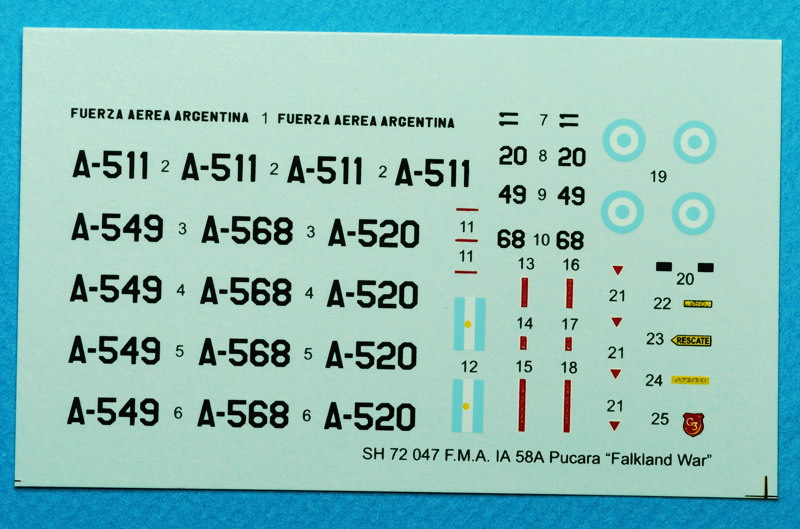 FUERZA AEREA ARGENTINA 1 FUERZA AEREA ARGENTINA
A-511 2 A-511 2 A-511 2 A-511
A-549 3 A-568 3 A-520
A-549 4 A-568 4 A-520
A-549 5 A-568 5 A-520
A-549 6 A-568 6 A-520
7
20 8 20
49 9 49
68 10 68
11
11
12
13 16
14 17
15 18
19
20
21
21
21
22
23 RESCATE
24
25 G3
SH 72 047 F.M.A. IA 58A Pucara “Falkland War”